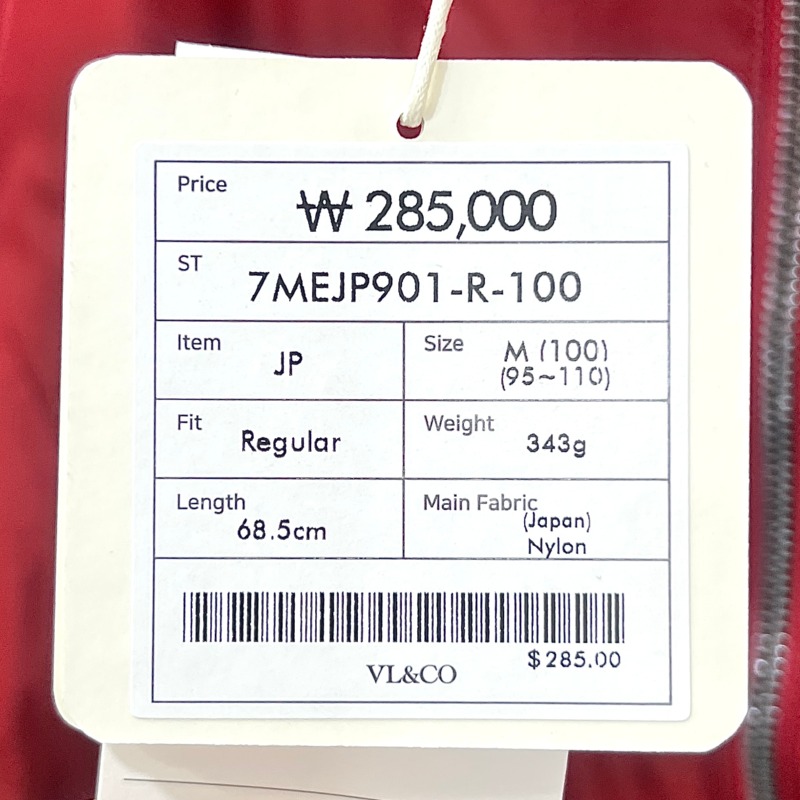 Price
₩ 285,000
ST
7MEJP901-R-100
Item
JP
Size
M (100)
(95~110)
Fit
Regular
Weight
343g
Length
68.5cm
Main Fabric
(Japan)
Nylon
$285.00
VL&CO